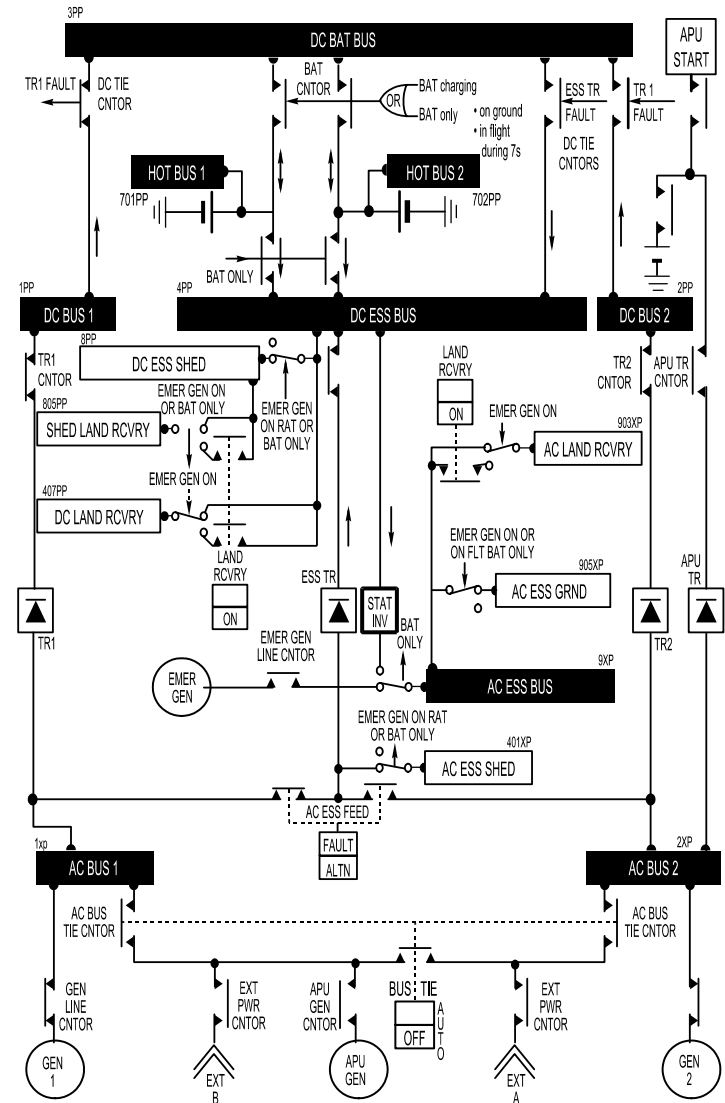 3PP
DC BAT BUS
APU
START
TR1 FAULT
DC TIE
CNTOR
BAT
CNTOR
OR
BAT charging
BAT only
• on ground
• in flight
during 7s
ESS TR
FAULT
TR 1
FAULT
DC TIE
CNTORS
HOT BUS 1
701PP
HOT BUS 2
702PP
BAT ONLY
1PP
DC BUS 1
4PP
DC ESS BUS
2PP
DC BUS 2
8PP
DC ESS SHED
TR1
CNTOR
EMER GEN ON
OR BAT ONLY
EMER GEN
ON RAT OR
BAT ONLY
LAND
RCVRY
ON
TR2
CNTOR
APU TR
CNTOR
805PP
SHED LAND RCVRY
EMER GEN ON
EMER GEN ON
903XP
AC LAND RCVRY
407PP
DC LAND RCVRY
LAND
RCVRY
ON
EMER GEN ON OR
ON FLT BAT ONLY
905XP
AC ESS GRND
ESS TR
STAT
INV
APU
TR
TR1
TR2
EMER GEN
LINE CNTOR
BAT
ONLY
EMER
GEN
9XP
AC ESS BUS
EMER GEN ON RAT
OR BAT ONLY
401XP
AC ESS SHED
AC ESS FEED
FAULT
ALTN
1xp
AC BUS 1
2XP
AC BUS 2
AC BUS
TIE CNTOR
AC BUS
TIE CNTOR
GEN
LINE
CNTOR
EXT
PWR
CNTOR
APU
GEN
CNTOR
BUS TIE
OFF
AUTO
EXT
PWR
CNTOR
GEN
1
EXT
B
APU
GEN
EXT
A
GEN
2